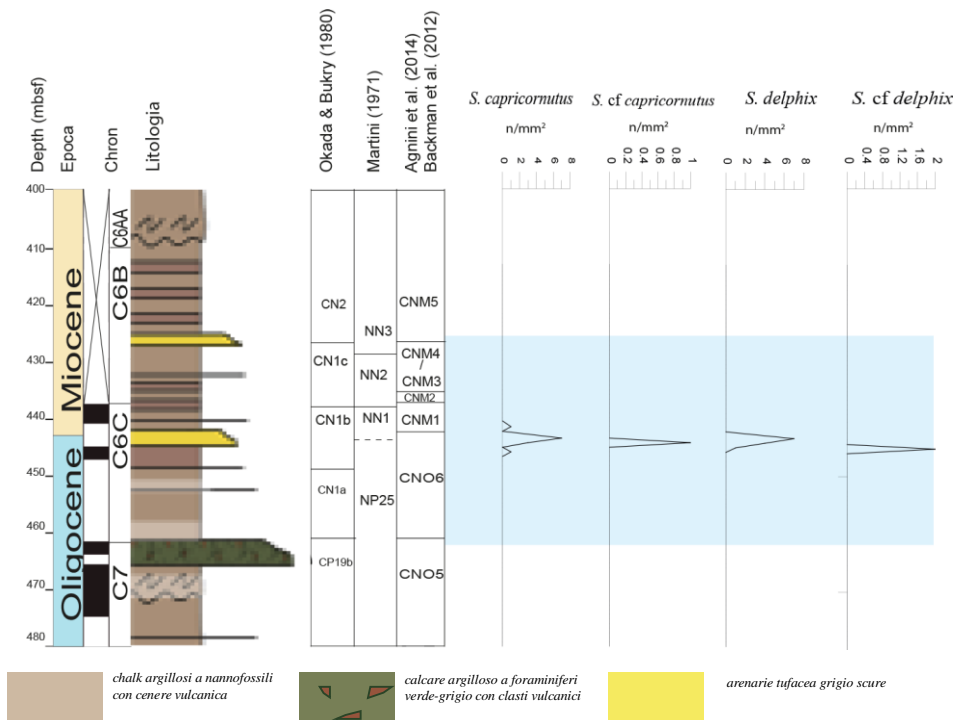 Depth (mbsf)
Epoca
Chron
Litologia
Okada & Bukry (1980)
Martini (1971)
Agnini et al. (2014)
Backman et al. (2012)
S. capricornutus
S. cf capricornutus
S. delphix
S. cf delphix
n/mm²
n/mm²
n/mm²
n/mm²
0 2 4 6 8
0 0.2 0.4 0.6 0.8 1
0 2 4 6 8
0 0.4 0.8 1.2 1.6 2
400
410
420
430
440
450
460
470
480
Miocene
Oligocene
C6AA
C6B
C6C
C7
CN2
CN1c
CN1b
CN1a
CP19b
NN3
NN2
NN1
NP25
CNM5
CNM4
/
CNM3
CNM2
CNM1
CNO6
CNO5
chalk argillosi a nannofossili
con cenere vulcanica
calcare argilloso a foraminiferi
verde-grigio con clasti vulcanici
arenarie tufacea grigio scure